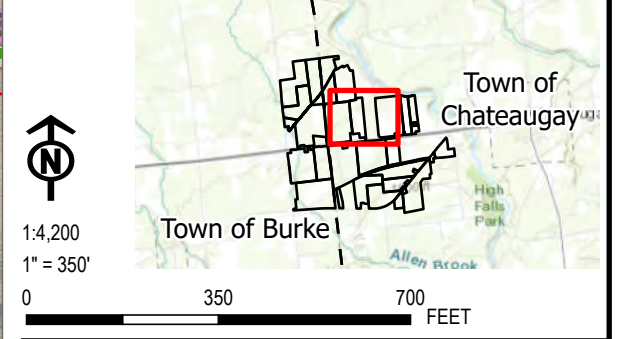 Town of
Chateaugay
High
Falls
Park
Town of Burke
Allen Brook
N
1:4,200
1" = 350'
0 350 700
FEET